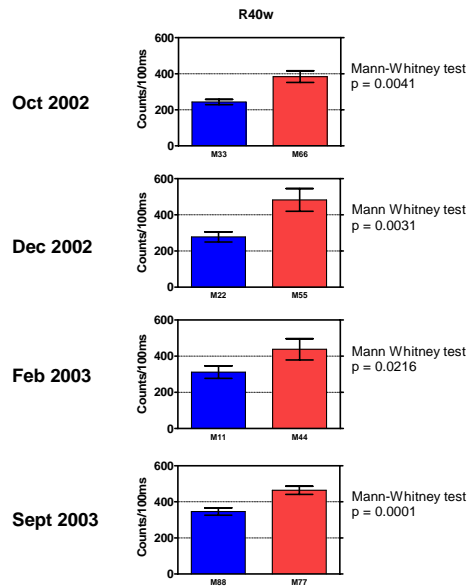 R40w
Oct 2002
Counts/100ms
600
400
200
0
M33 M66
Mann-Whitney test
p = 0.0041
Dec 2002
Counts/100ms
600
400
200
0
M22 M55
Mann Whitney test
p = 0.0031
Feb 2003
Counts/100ms
600
400
200
0
M11 M44
Mann Whitney test
p = 0.0216
Sept 2003
Counts/100ms
600
400
200
0
M88 M77
Mann-Whitney test
p = 0.0001